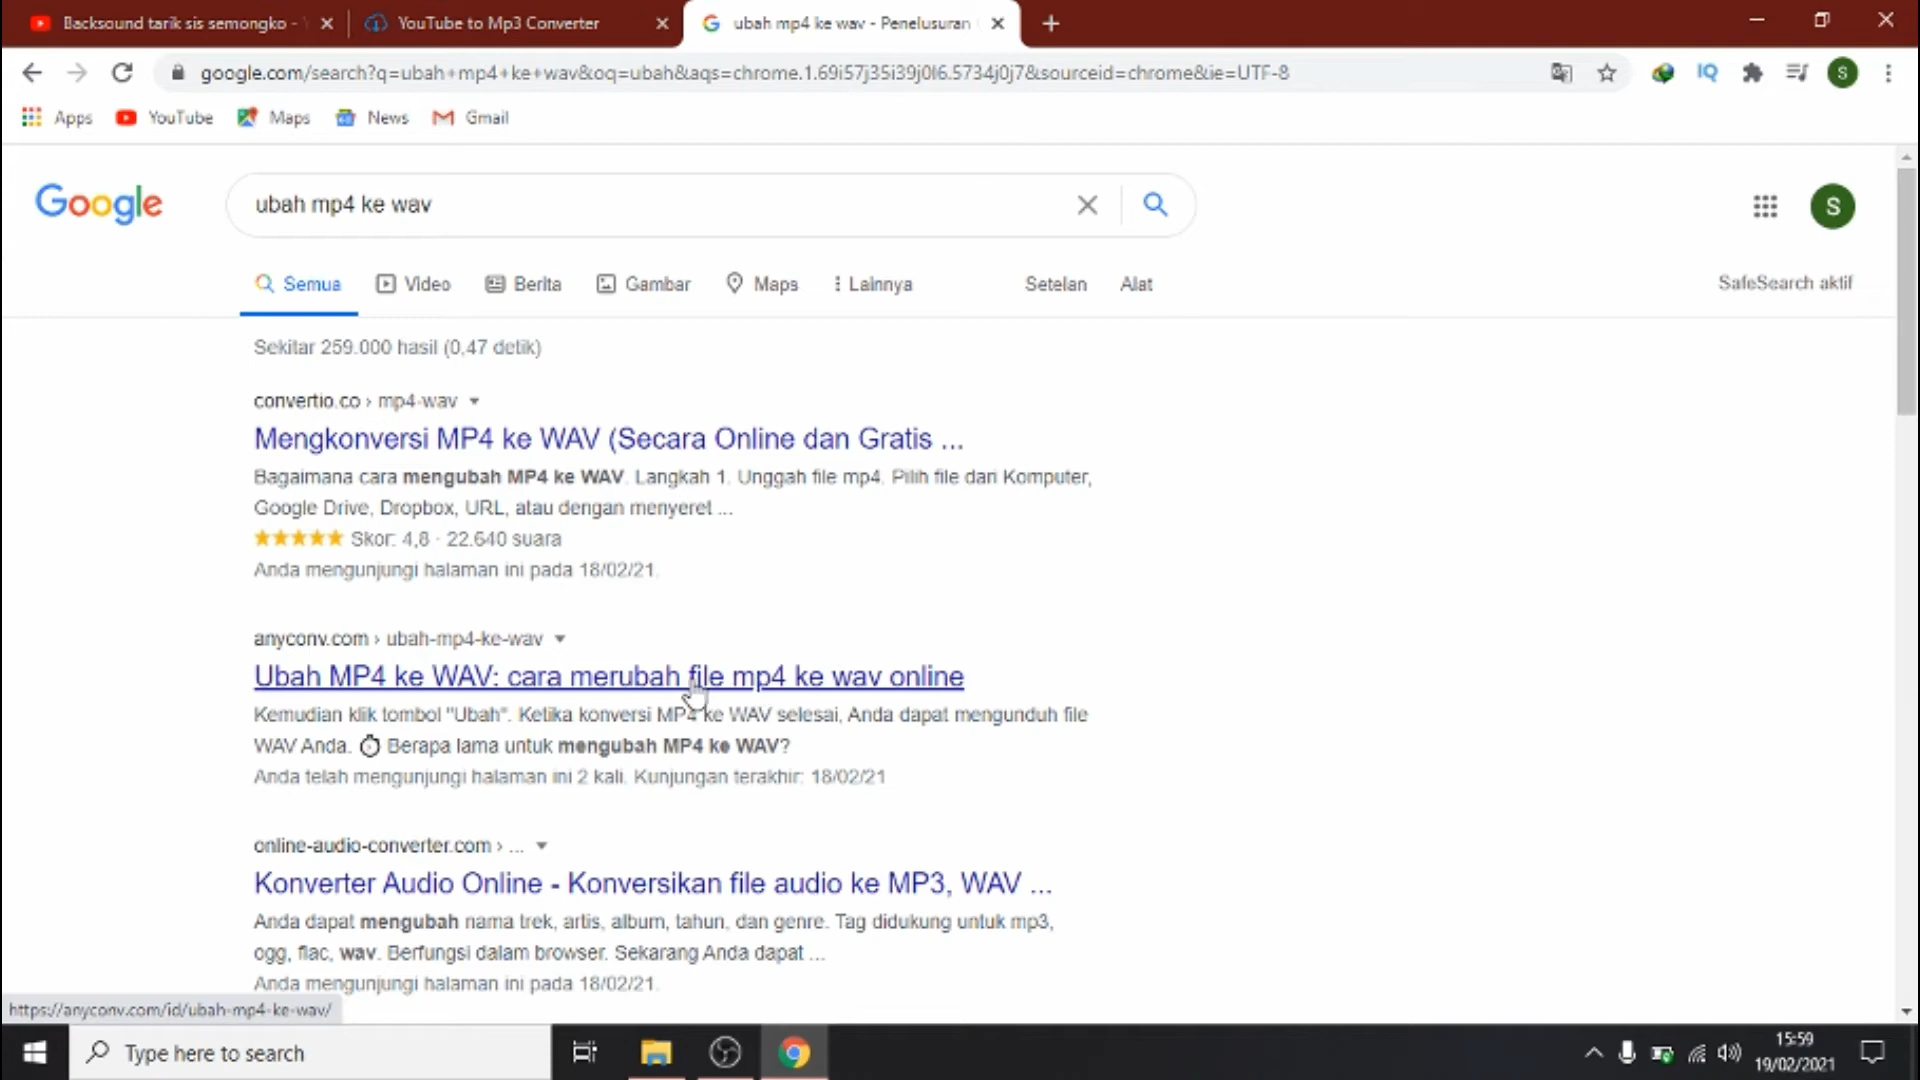 Backsound tarik sis semongko -
YouTube to Mp3 Converter
ubah mp4 ke wav - Penelusuran
google.com/search?q=ubah+mp4+ke+wav&oq=ubah&aqs=chrome.1.69i57j35i39j0l6.5734j0j7&sourceid=chrome&ie=UTF-8
IQ
S
Apps
YouTube
Maps
News
Gmail
Google
ubah mp4 ke wav
S
Semua
Video
Berita
Gambar
Maps
Lainnya
Setelan
Alat
SafeSearch aktif
Sekitar 259.000 hasil (0,47 detik)
convertio.co › mp4-wav
Mengkonversi MP4 ke WAV (Secara Online dan Gratis ...
Bagaimana cara mengubah MP4 ke WAV. Langkah 1. Unggah file mp4. Pilih file dari Komputer,
Google Drive, Dropbox, URL, atau dengan menyeret ...
Skor: 4,8 · 22.640 suara
Anda mengunjungi halaman ini pada 18/02/21.
anyconv.com › ubah-mp4-ke-wav
Ubah MP4 ke WAV: cara merubah file mp4 ke wav online
Kemudian klik tombol "Ubah". Ketika konversi MP4 ke WAV selesai, Anda dapat mengunduh file
WAV Anda. Berapa lama untuk mengubah MP4 ke WAV?
Anda telah mengunjungi halaman ini 2 kali. Kunjungan terakhir: 18/02/21
online-audio-converter.com › ...
Konverter Audio Online - Konversikan file audio ke MP3, WAV ...
Anda dapat mengubah nama trek, artis, album, tahun, dan genre. Tag didukung untuk mp3,
ogg, flac, wav. Berfungsi dalam browser. Sekarang Anda dapat ...
Anda mengunjungi halaman ini pada 18/02/21.
https://anyconv.com/id/ubah-mp4-ke-wav/
Type here to search
15:59
19/02/2021